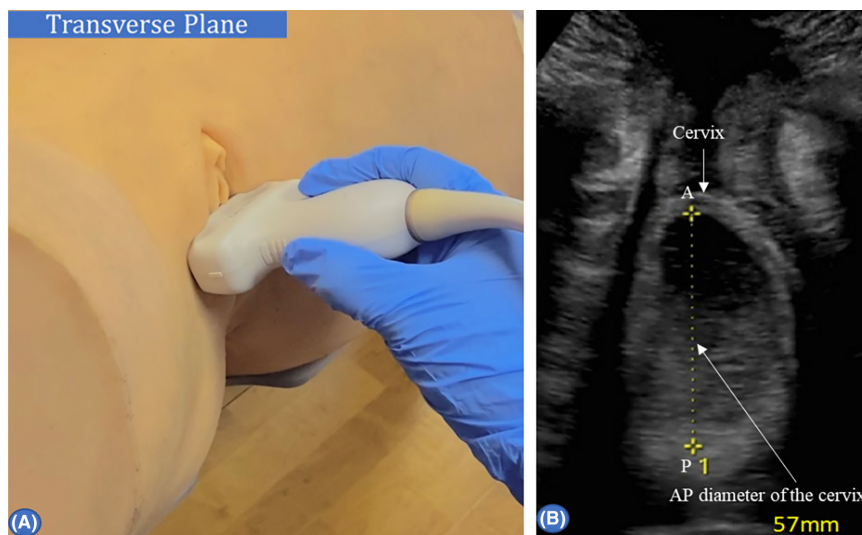 Transverse Plane
(A)
Cervix
A
P 1
AP diameter of the cervix
(B)
57mm